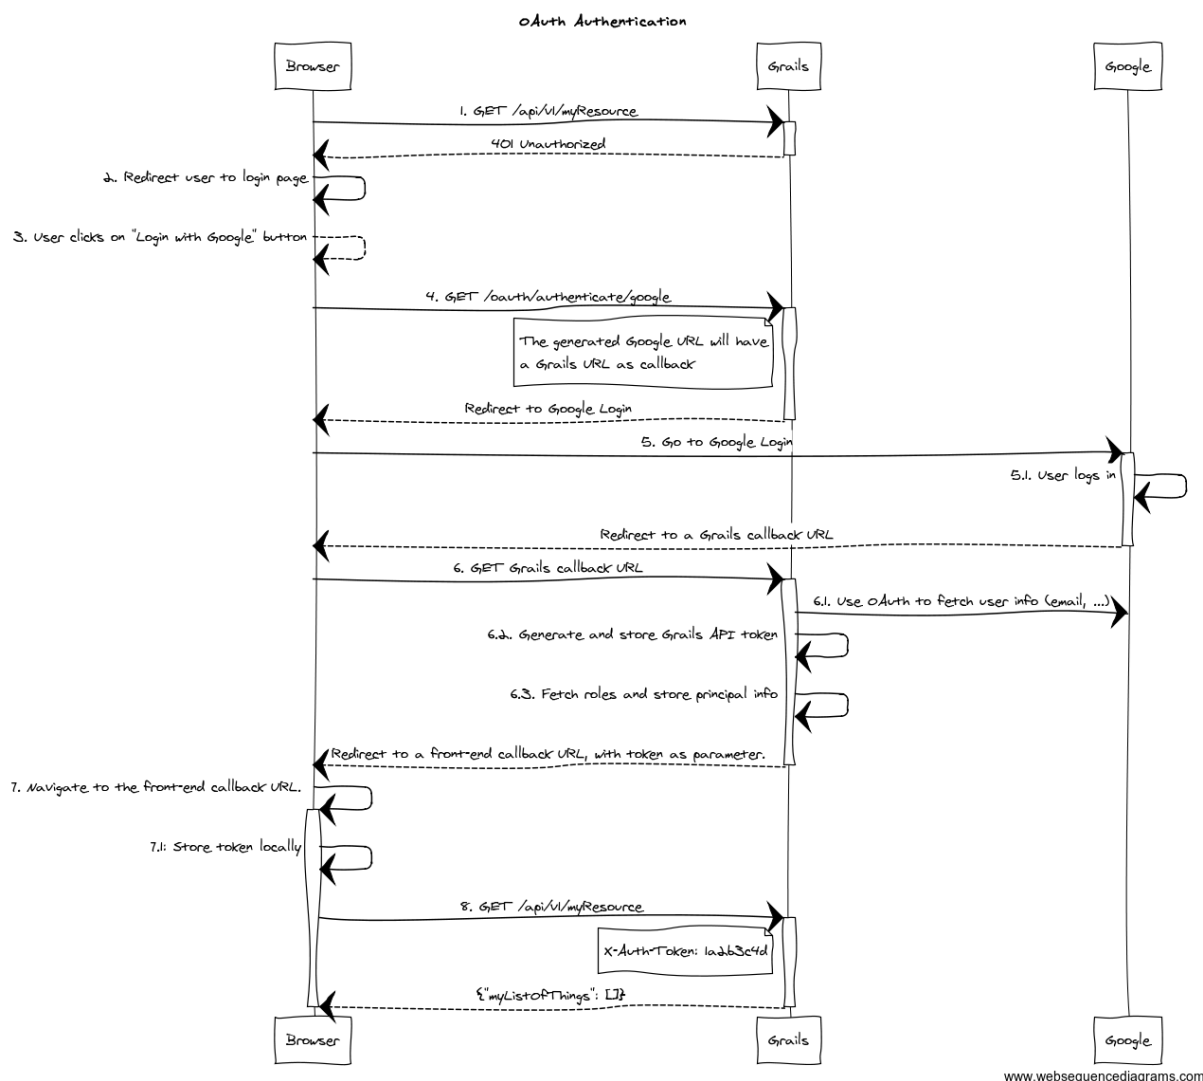 OAuth Authentication
Browser
Grails
Google
1. GET /api/v1/myResource
401 Unauthorized
2. Redirect user to login page
3. User clicks on "Login with Google" button
4. GET /oauth/authenticate/google
The generated Google URL will have
a Grails URL as callback
Redirect to Google Login
5. Go to Google Login
5.1. User logs in
Redirect to a Grails callback URL
6. GET Grails callback URL
6.1. Use OAuth to fetch user info (email, ...)
6.2. Generate and store Grails API token
6.3. Fetch roles and store principal info
Redirect to a front-end callback URL, with token as parameter.
7. Navigate to the front-end callback URL.
7.1: Store token locally
8. GET /api/v1/myResource
X-Auth-Token: 1a2b3c4d
{"myListOfThings": []}
Browser
Grails
Google
www.websequencediagrams.com